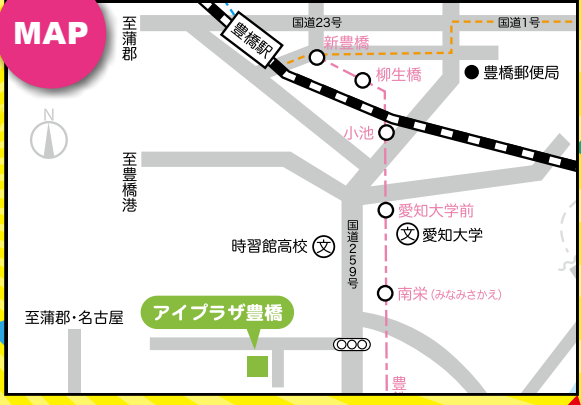 MAP
至蒲郡
国道23号
国道1号
豊橋駅
新豊橋
柳生橋
豊橋郵便局
N
小池
至豊橋港
愛知大学前
国道259号
文 愛知大学
時習館高校 文
南栄(みなみさかえ)
アイプラザ豊橋
至蒲郡・名古屋
豊